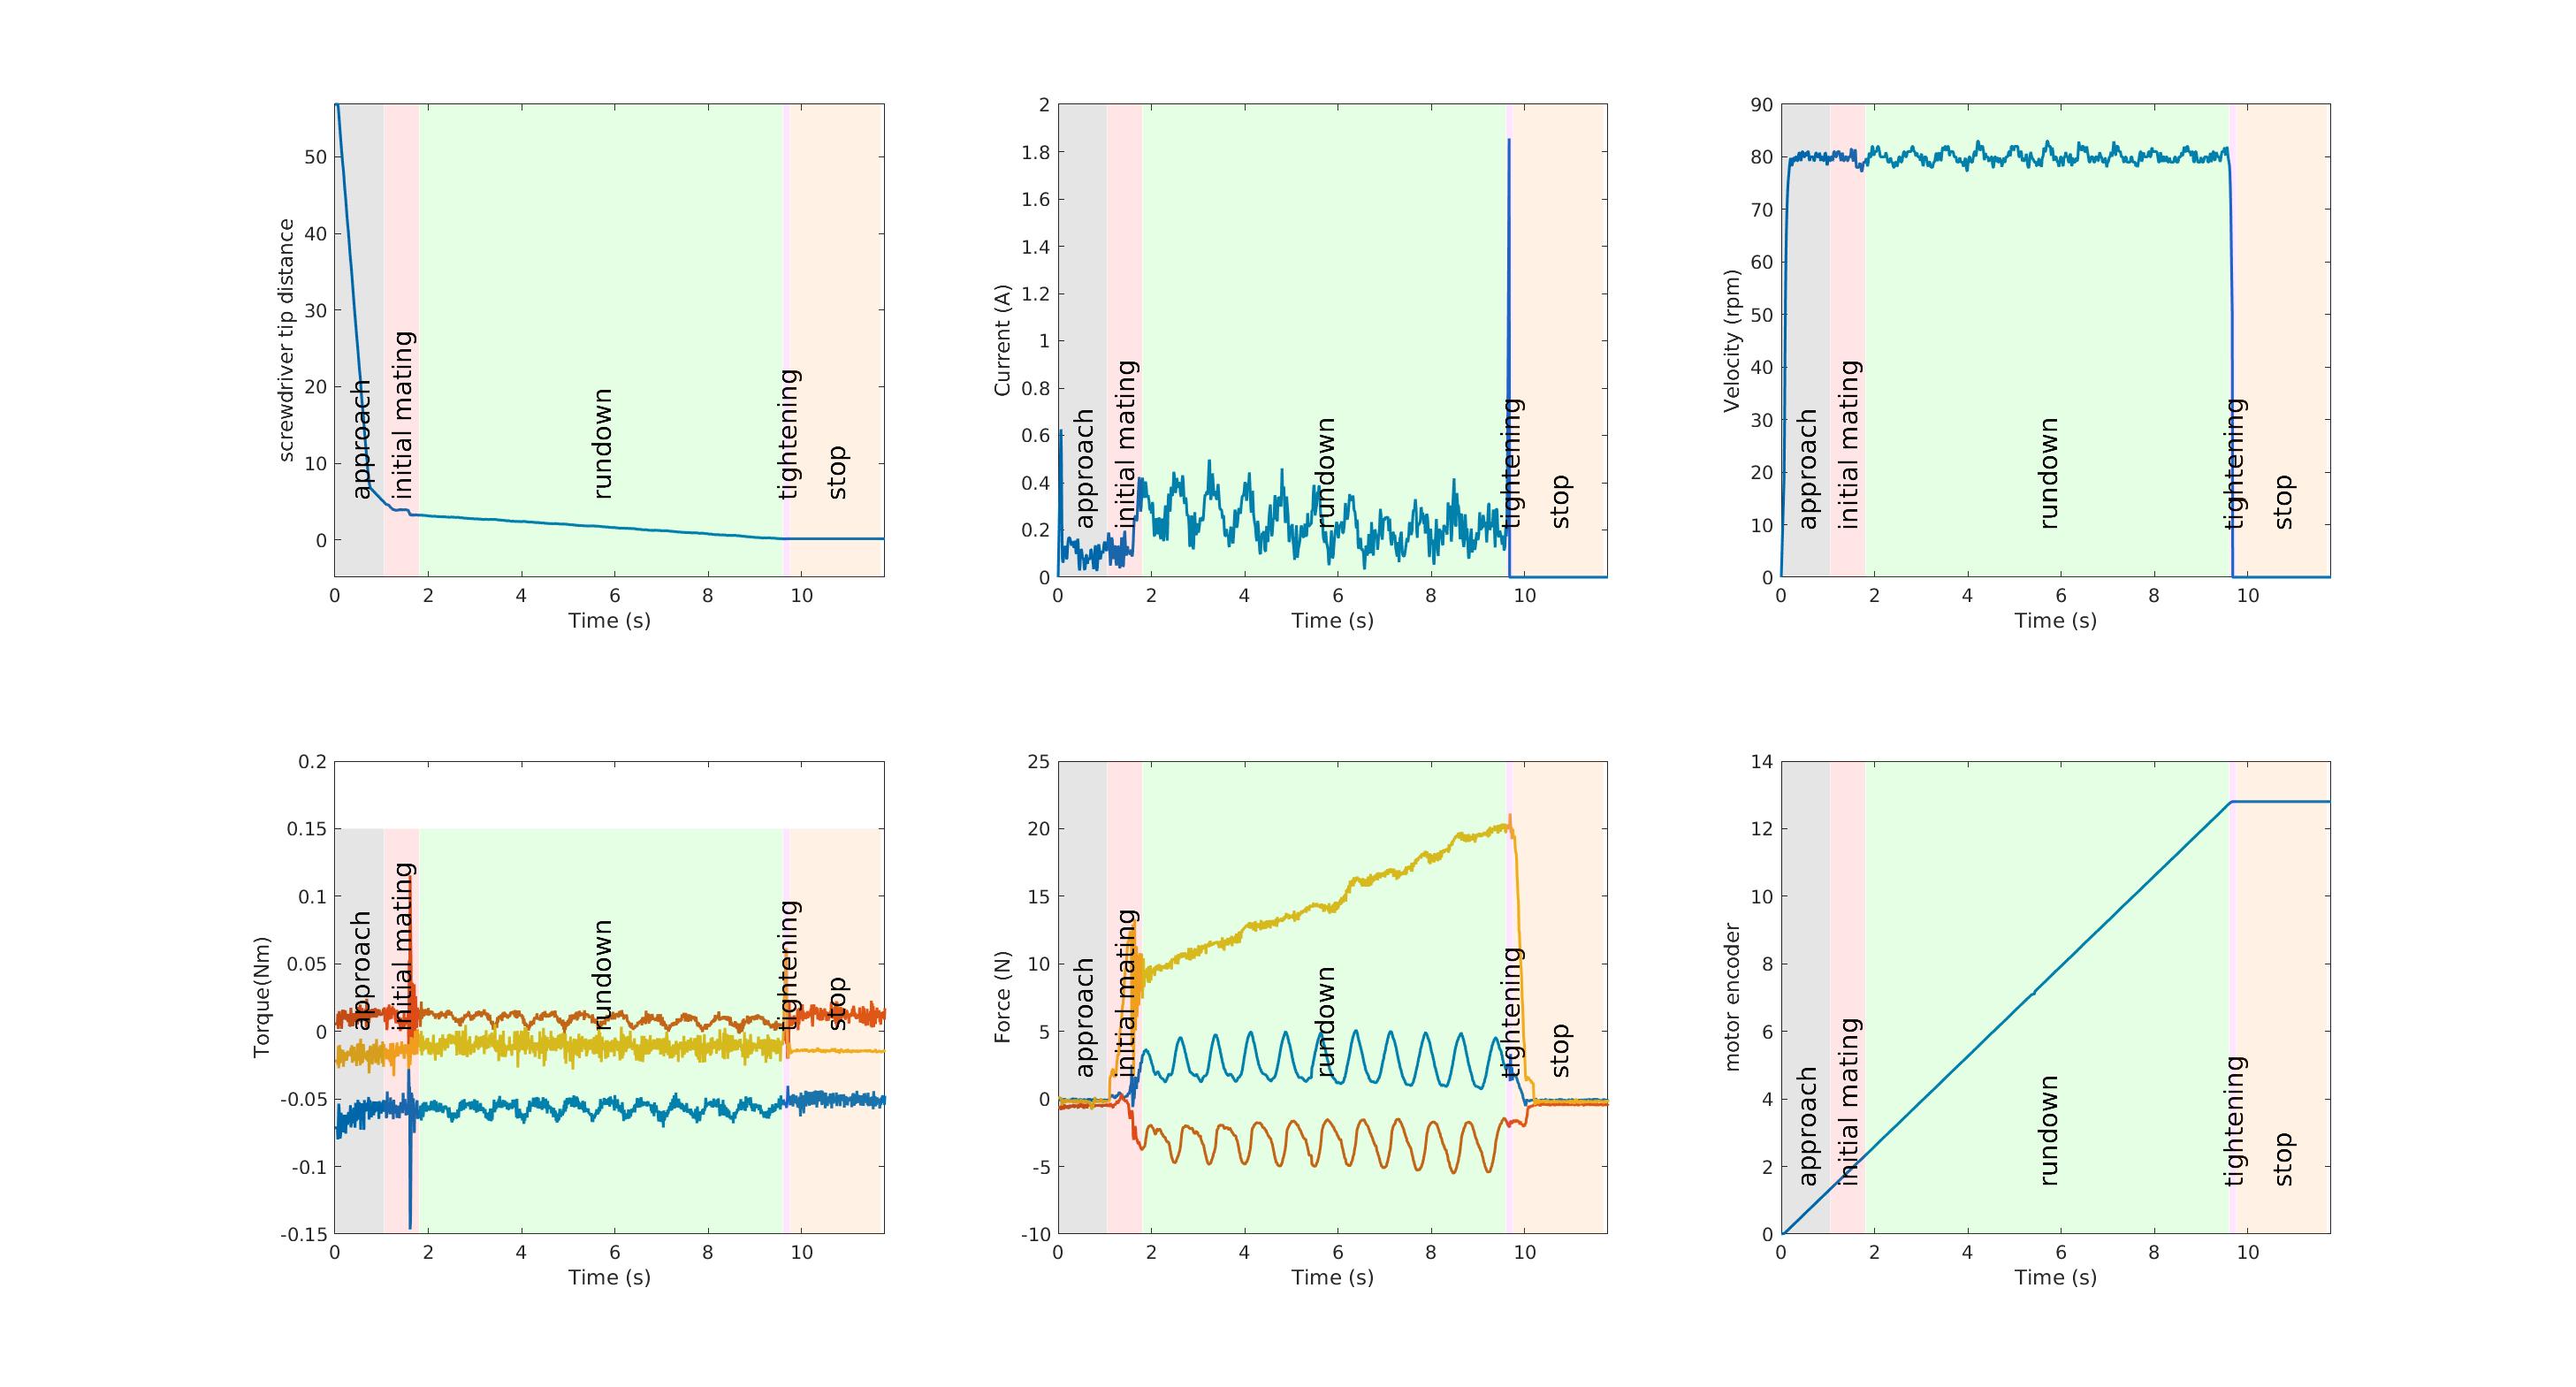 screwdriver tip distance
50
40
30
20
10
0
approach
initial mating
rundown
tightening
stop
0 2 4 6 8 10
Time (s)
Current (A)
2
1.8
1.6
1.4
1.2
1
0.8
0.6
0.4
0.2
0
approach
initial mating
rundown
tightening
stop
0 2 4 6 8 10
Time (s)
Velocity (rpm)
90
80
70
60
50
40
30
20
10
0
approach
initial mating
rundown
tightening
stop
0 2 4 6 8 10
Time (s)
Torque(Nm)
0.2
0.15
0.1
0.05
0
-0.05
-0.1
-0.15
approach
initial mating
rundown
tightening
stop
0 2 4 6 8 10
Time (s)
Force (N)
25
20
15
10
5
0
-5
-10
approach
initial mating
rundown
tightening
stop
0 2 4 6 8 10
Time (s)
motor encoder
14
12
10
8
6
4
2
0
approach
initial mating
rundown
tightening
stop
0 2 4 6 8 10
Time (s)